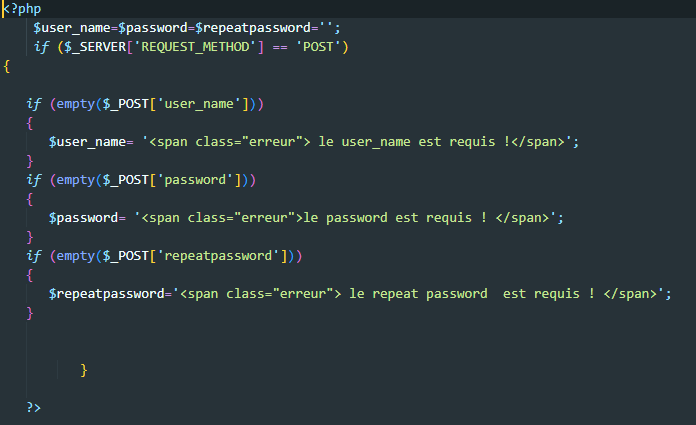 <?php
$user_name=$password=$repeatpassword='';
if ($_SERVER['REQUEST_METHOD'] == 'POST')
{
if (empty($_POST['user_name']))
{
$user_name= '<span class="erreur"> le user_name est requis !</span>';
}
if (empty($_POST['password']))
{
$password= '<span class="erreur">le password est requis ! </span>';
}
if (empty($_POST['repeatpassword']))
{
$repeatpassword='<span class="erreur"> le repeat password  est requis ! </span>';
}
}
?>